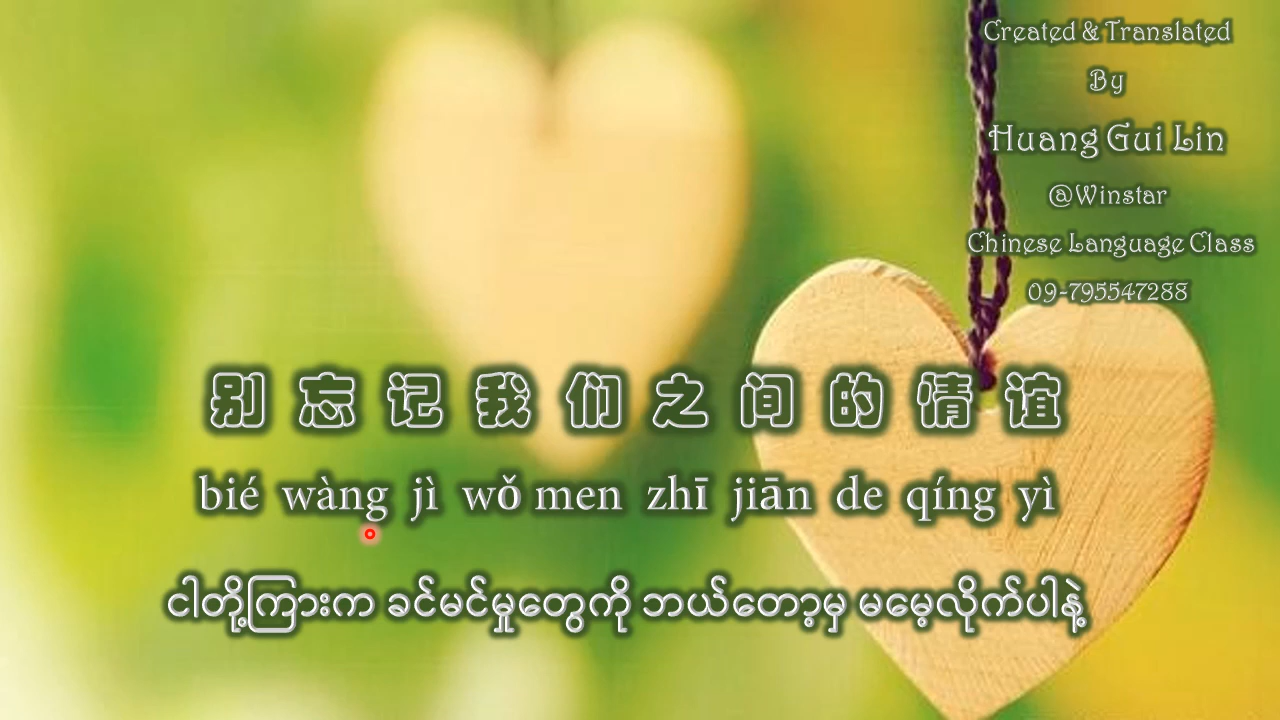 Created & Translated
By
Huang Gui Lin
@Winstar
Chinese Language Class
09-795547288
别忘记我们之间的情谊
bié wàng jì wǒ men zhī jiān de qíng yì
ငါတို့ကြားက ခင်မင်မှုတွေကို ဘယ်တော့မှ မမေ့လိုက်ပါနဲ့